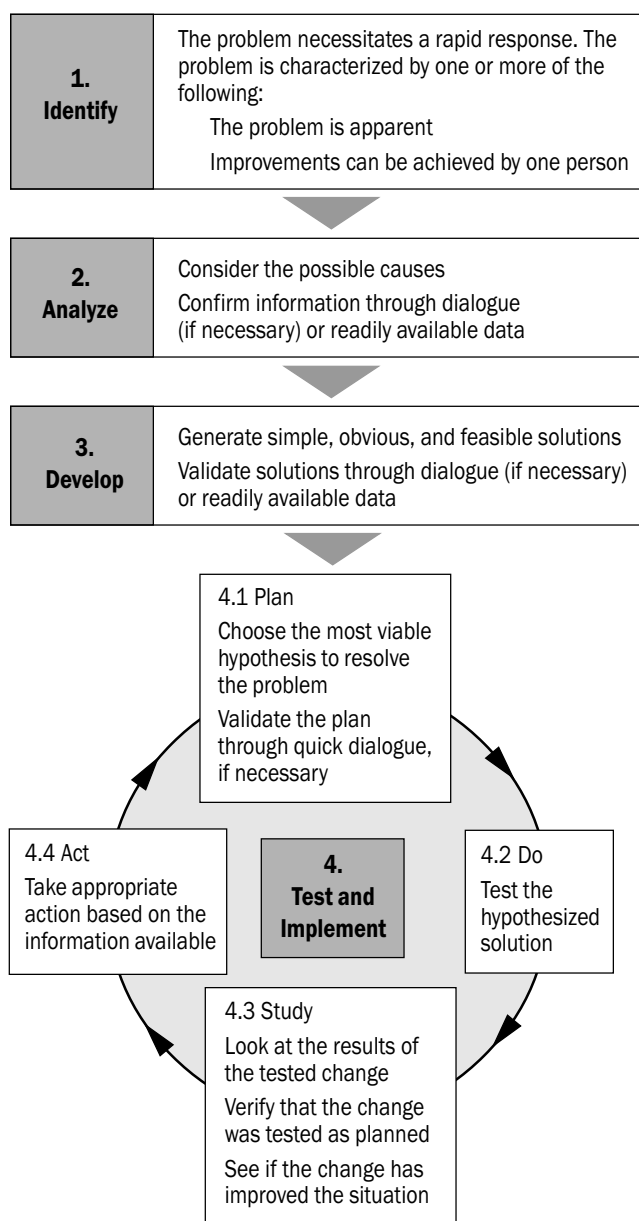 1.
Identify
The problem necessitates a rapid response. The
problem is characterized by one or more of the
following:
The problem is apparent
Improvements can be achieved by one person
2.
Analyze
Consider the possible causes
Confirm information through dialogue
(if necessary) or readily available data
3.
Develop
Generate simple, obvious, and feasible solutions
Validate solutions through dialogue (if necessary)
or readily available data
4.1 Plan
Choose the most viable
hypothesis to resolve
the problem
Validate the plan
through quick dialogue,
if necessary
4.4 Act
Take appropriate
action based on the
information available
4.
Test and
Implement
4.2 Do
Test the
hypothesized
solution
4.3 Study
Look at the results of
the tested change
Verify that the change
was tested as planned
See if the change has
improved the situation